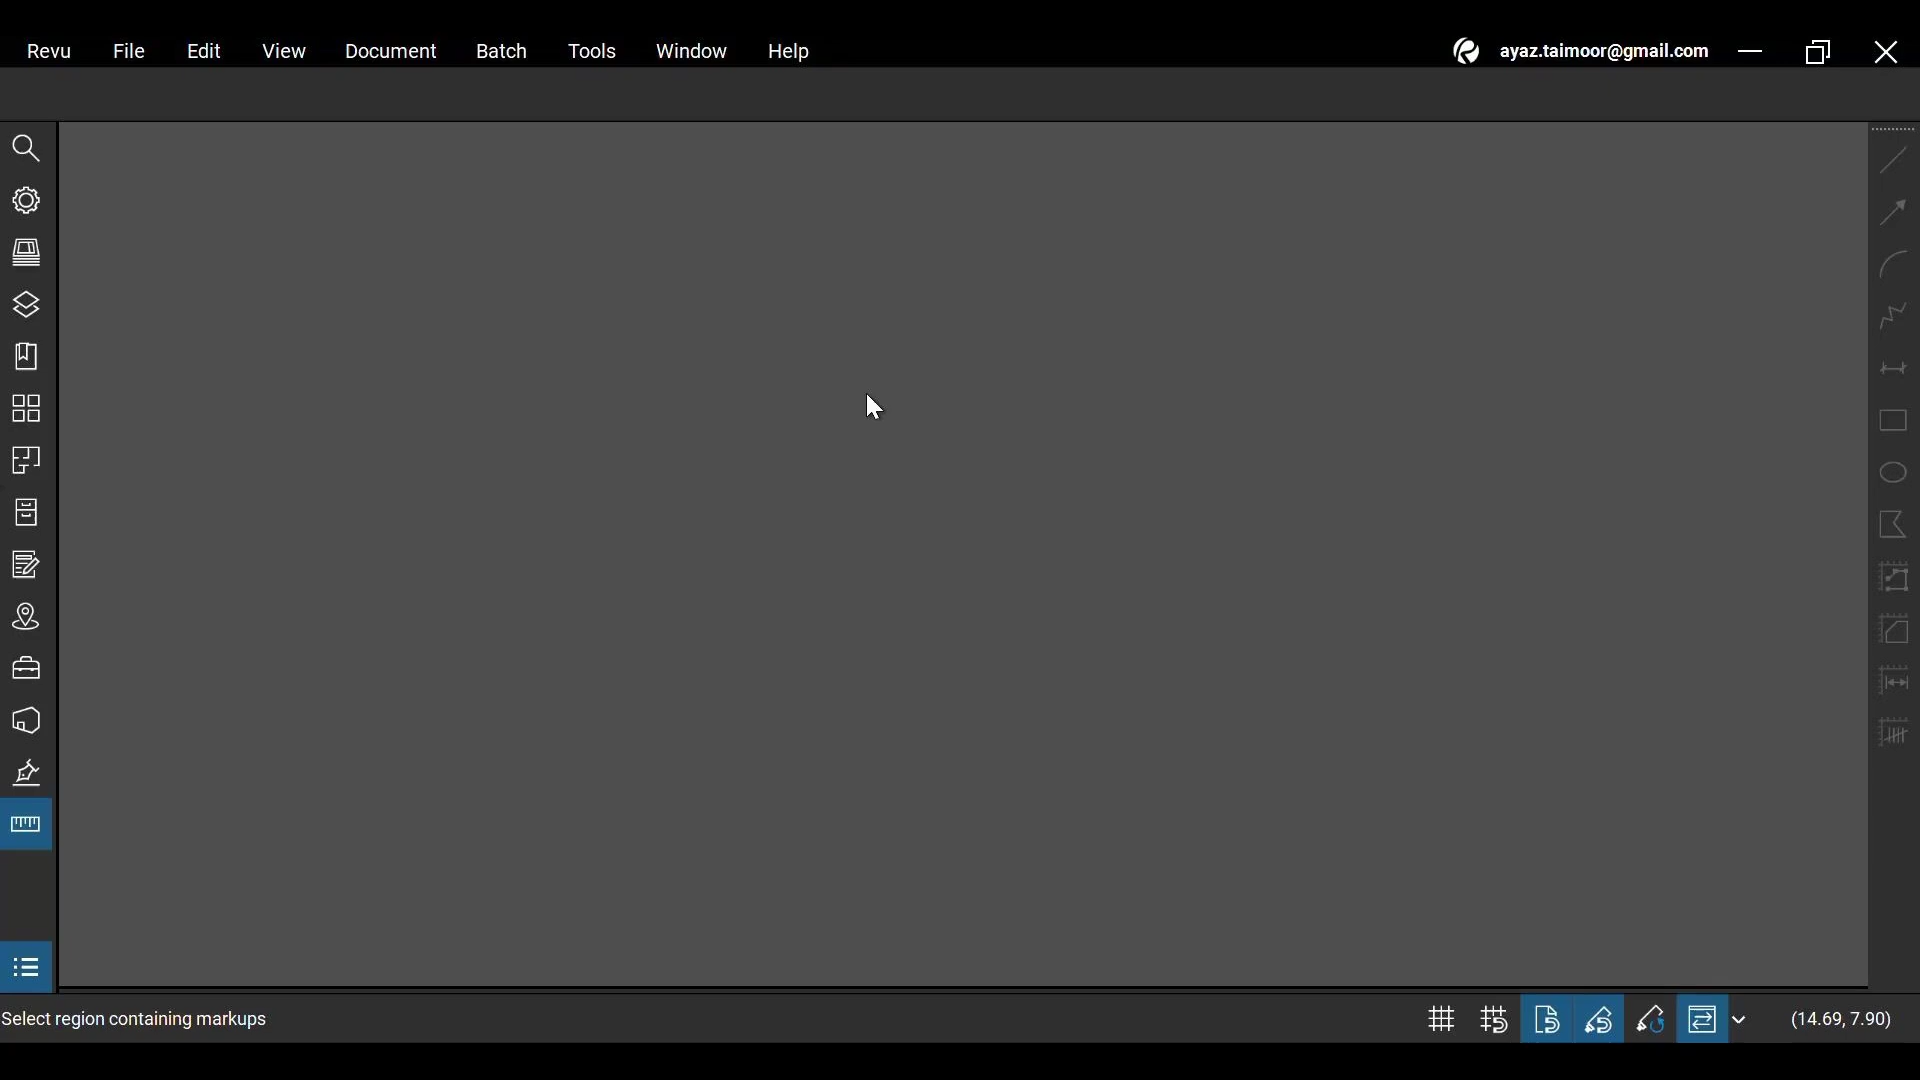 Revu File Edit View Document Batch Tools Window Help ayaz.taimoor@gmail.com
Select region containing markups (14.69, 7.90)